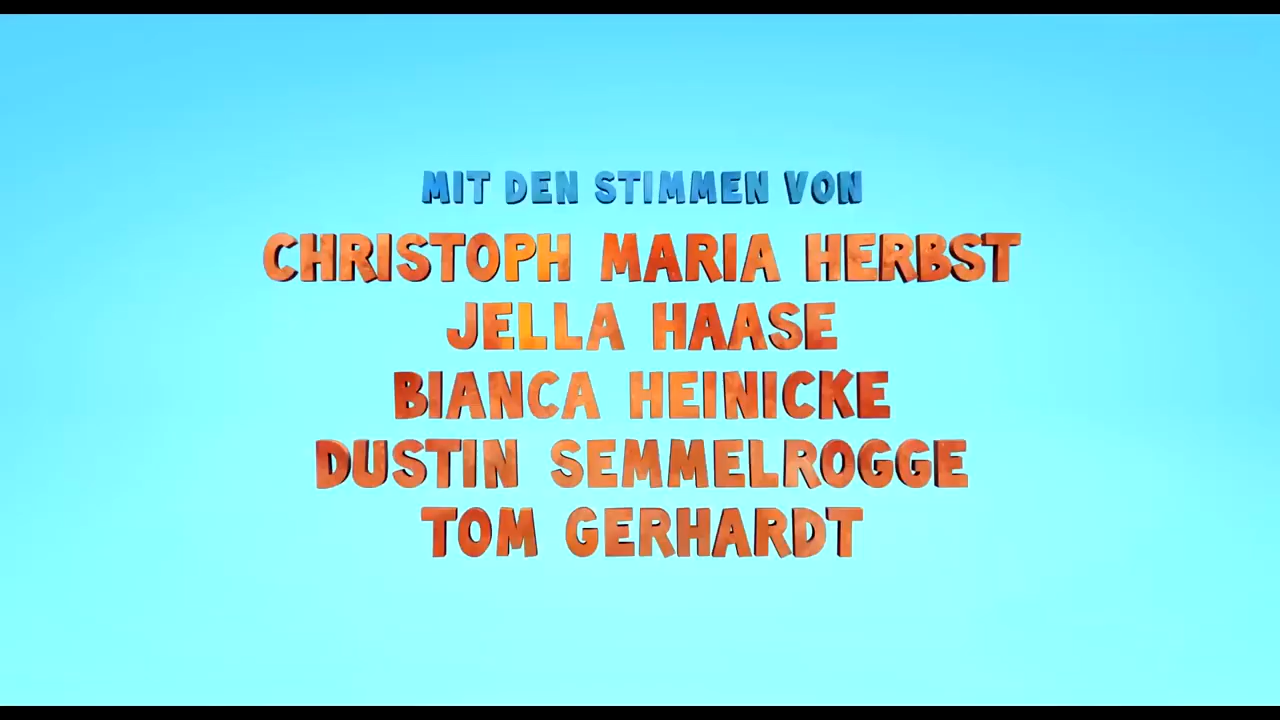 MIT DEN STIMMEN VON
CHRISTOPH MARIA HERBST
JELLA HAASE
BIANCA HEINICKE
DUSTIN SEMMELROGGE
TOM GERHARDT